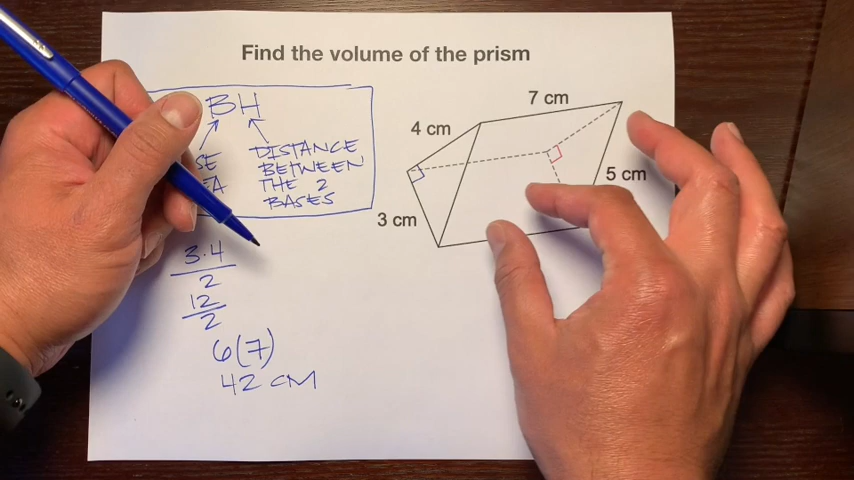 Find the volume of the prism
7 cm
4 cm
5 cm
3 cm
BH
DISTANCE
BETWEEN
THE 2
BASES
3.4
2
12
2
6(7)
42 CM